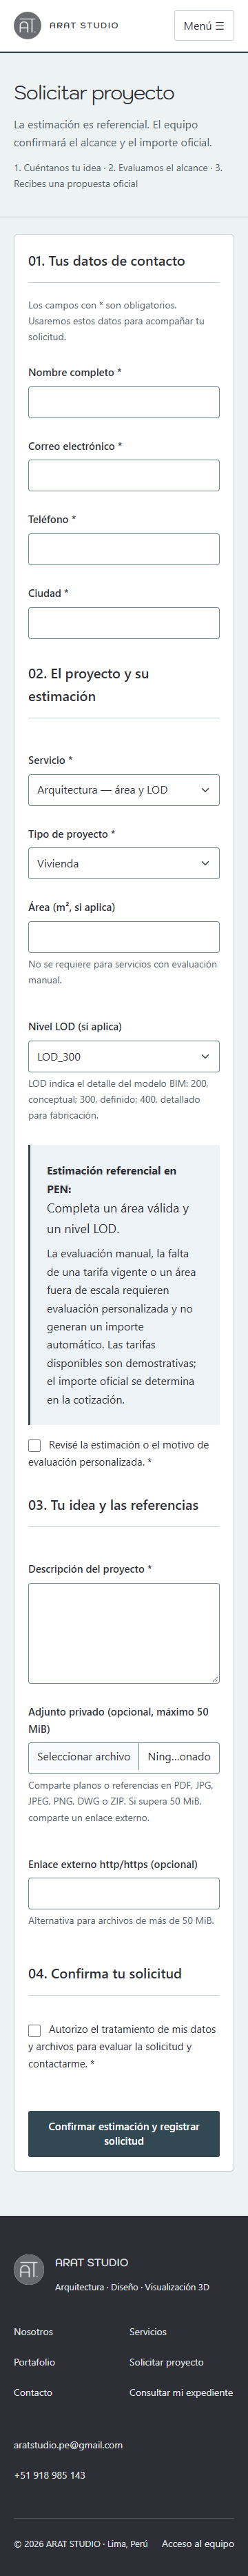 AT.
ARAT STUDIO
Menú ☰
Solicitar proyecto
La estimación es referencial. El equipo
confirmará el alcance y el importe oficial.
1. Cuéntanos tu idea · 2. Evaluamos el alcance · 3.
Recibes una propuesta oficial
01. Tus datos de contacto
Los campos con * son obligatorios.
Usaremos estos datos para acompañar tu
solicitud.
Nombre completo *
Correo electrónico *
Teléfono *
Ciudad *
02. El proyecto y su
estimación
Servicio *
Arquitectura — área y LOD
Tipo de proyecto *
Vivienda
Área (m², si aplica)
No se requiere para servicios con evaluación
manual.
Nivel LOD (si aplica)
LOD_300
LOD indica el detalle del modelo BIM: 200,
conceptual; 300, definido; 400, detallado
para fabricación.
Estimación referencial en
PEN:
Completa un área válida y
un nivel LOD.
La evaluación manual, la falta
de una tarifa vigente o un área
fuera de escala requieren
evaluación personalizada y no
generan un importe
automático. Las tarifas
disponibles son demostrativas;
el importe oficial se determina
en la cotización.
Revisé la estimación o el motivo de
evaluación personalizada. *
03. Tu idea y las referencias
Descripción del proyecto *
Adjunto privado (opcional, máximo 50
MiB)
Seleccionar archivo Ning...onado
Comparte planos o referencias en PDF, JPG,
JPEG, PNG, DWG o ZIP. Si supera 50 MiB,
comparte un enlace externo.
Enlace externo http/https (opcional)
Alternativa para archivos de más de 50 MiB.
04. Confirma tu solicitud
Autorizo el tratamiento de mis datos
y archivos para evaluar la solicitud y
contactarme. *
Confirmar estimación y registrar
solicitud
AT.
ARAT STUDIO
Arquitectura · Diseño · Visualización 3D
Nosotros Servicios
Portafolio Solicitar proyecto
Contacto Consultar mi expediente
aratstudio.pe@gmail.com
+51 918 985 143
© 2026 ARAT STUDIO · Lima, Perú Acceso al equipo